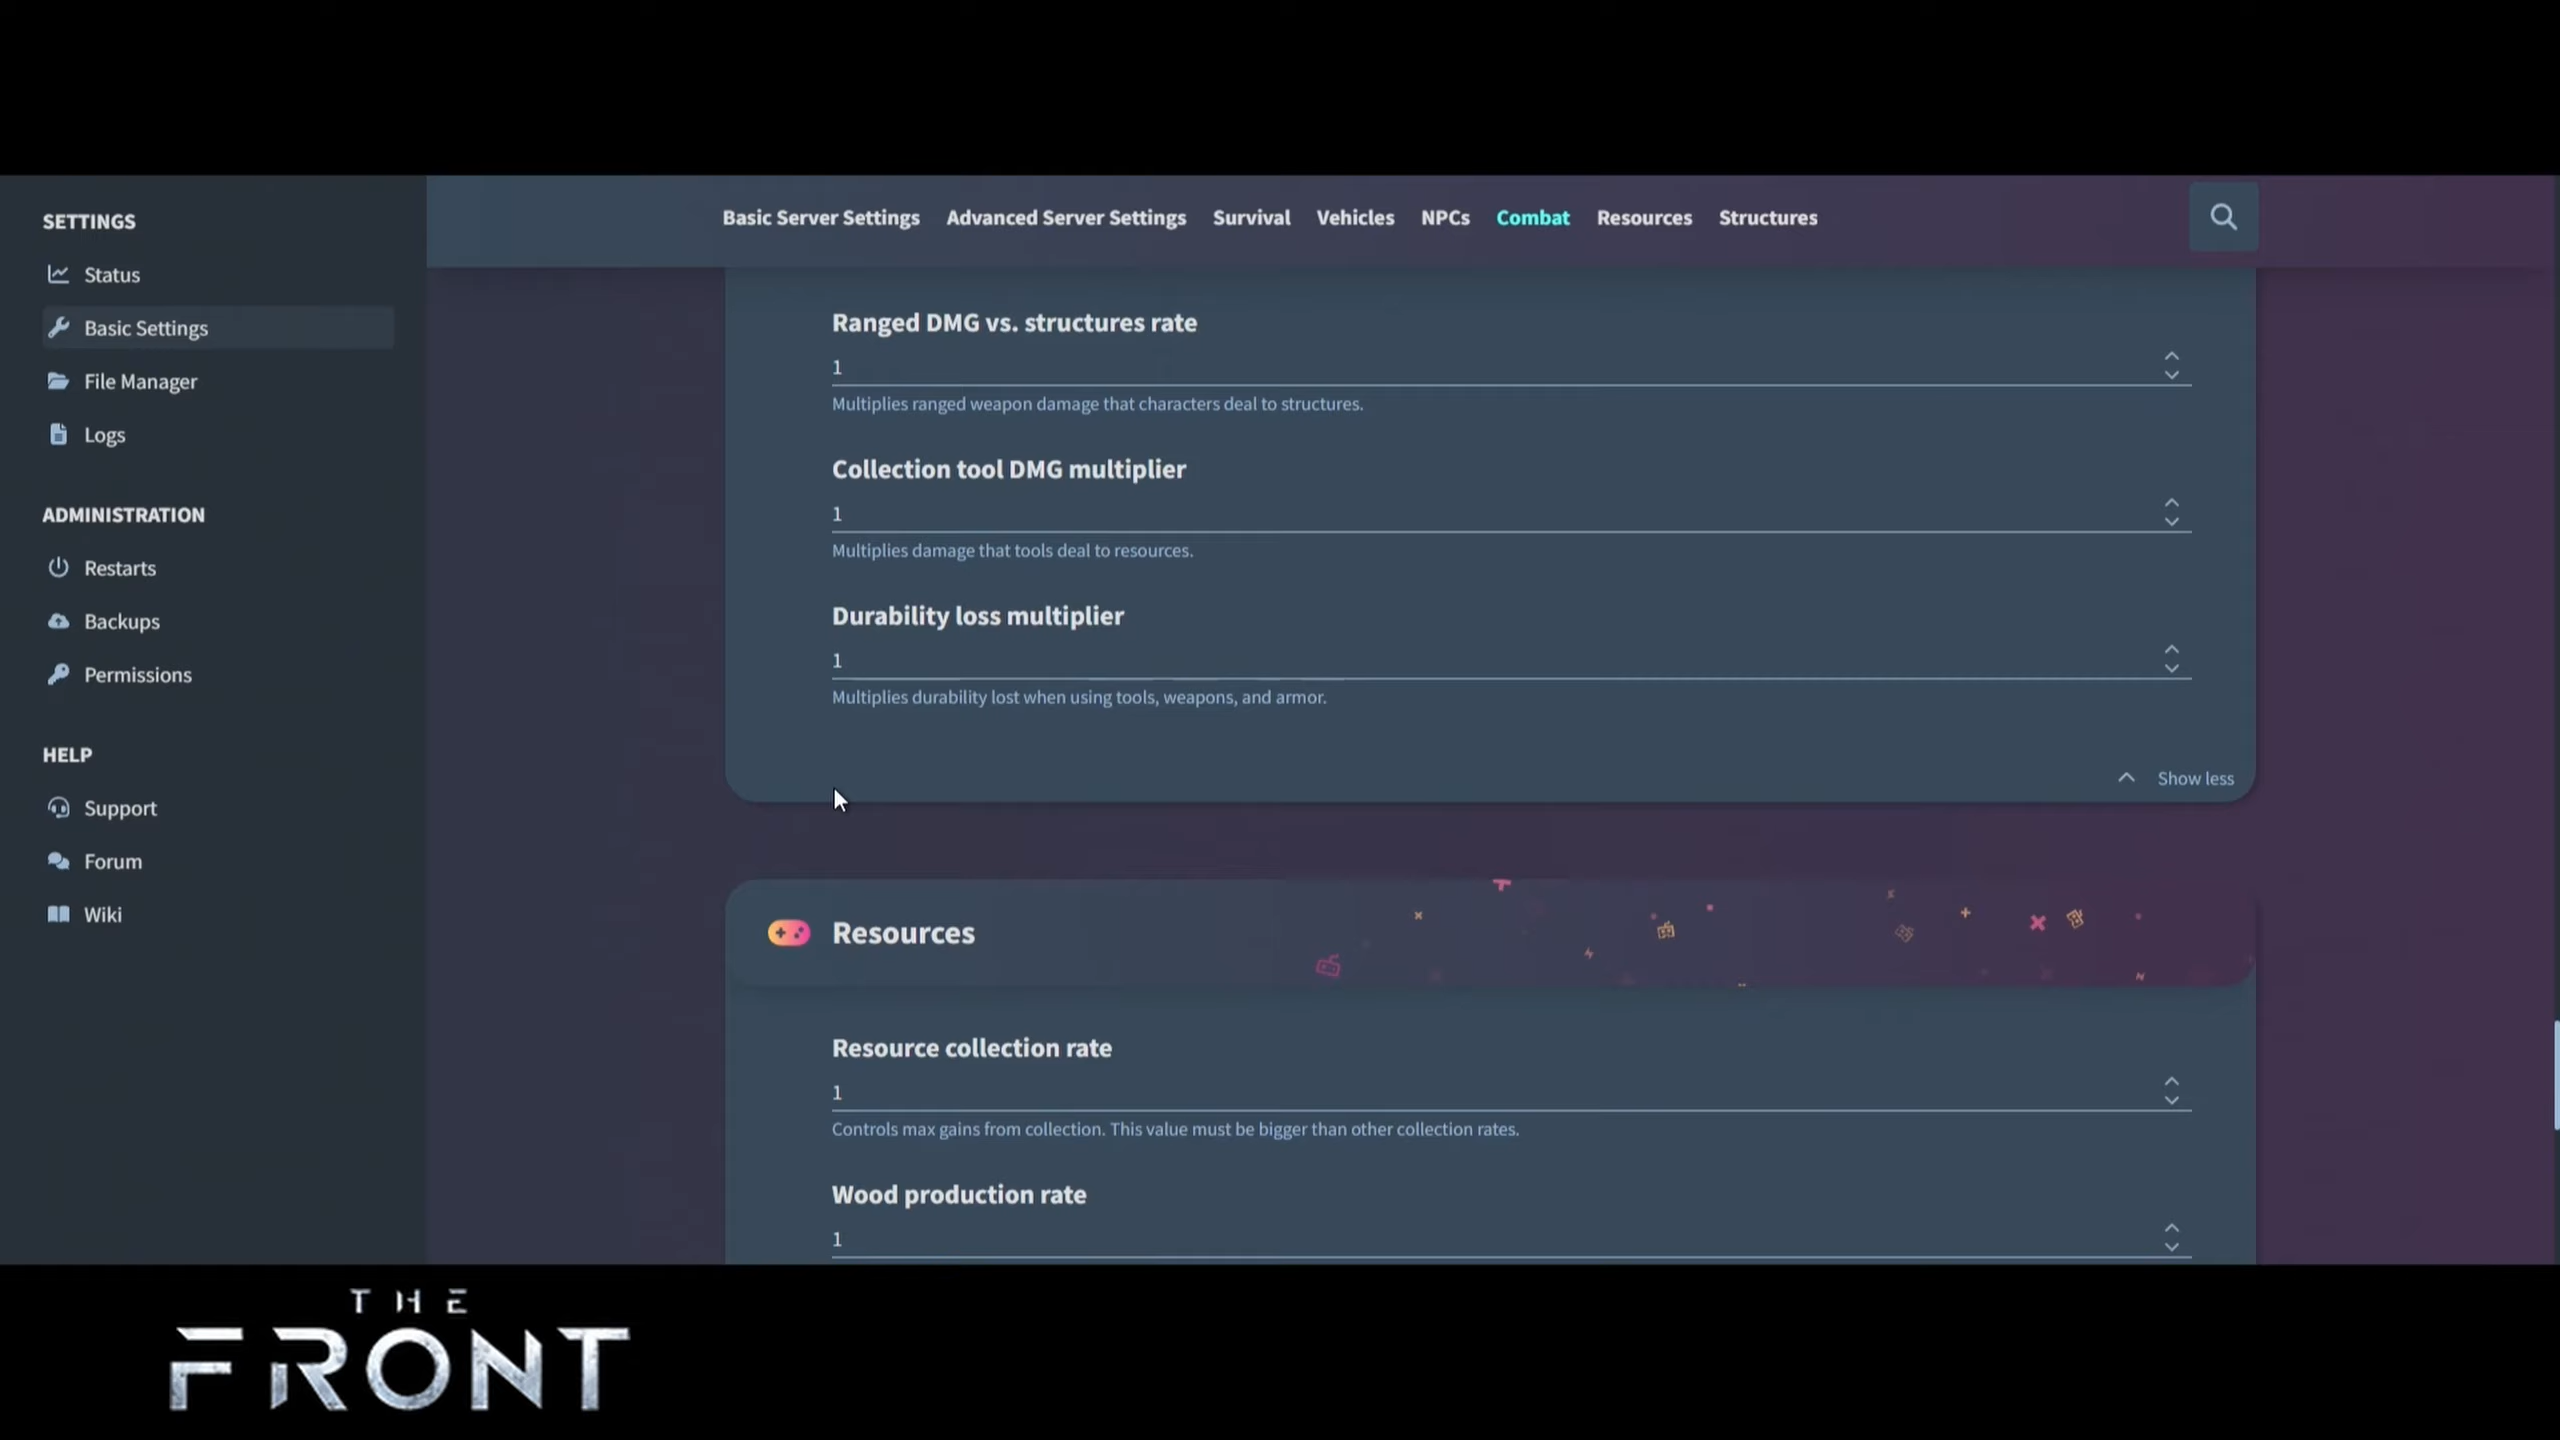 SETTINGS
Status
Basic Settings
File Manager
Logs
ADMINISTRATION
Restarts
Backups
Permissions
HELP
Support
Forum
Wiki
Basic Server Settings Advanced Server Settings Survival Vehicles NPCs Combat Resources Structures
Ranged DMG vs. structures rate
1
Multiplies ranged weapon damage that characters deal to structures.
Collection tool DMG multiplier
1
Multiplies damage that tools deal to resources.
Durability loss multiplier
1
Multiplies durability lost when using tools, weapons, and armor.
Show less
Resources
Resource collection rate
1
Controls max gains from collection. This value must be bigger than other collection rates.
Wood production rate
1
THE
FRONT